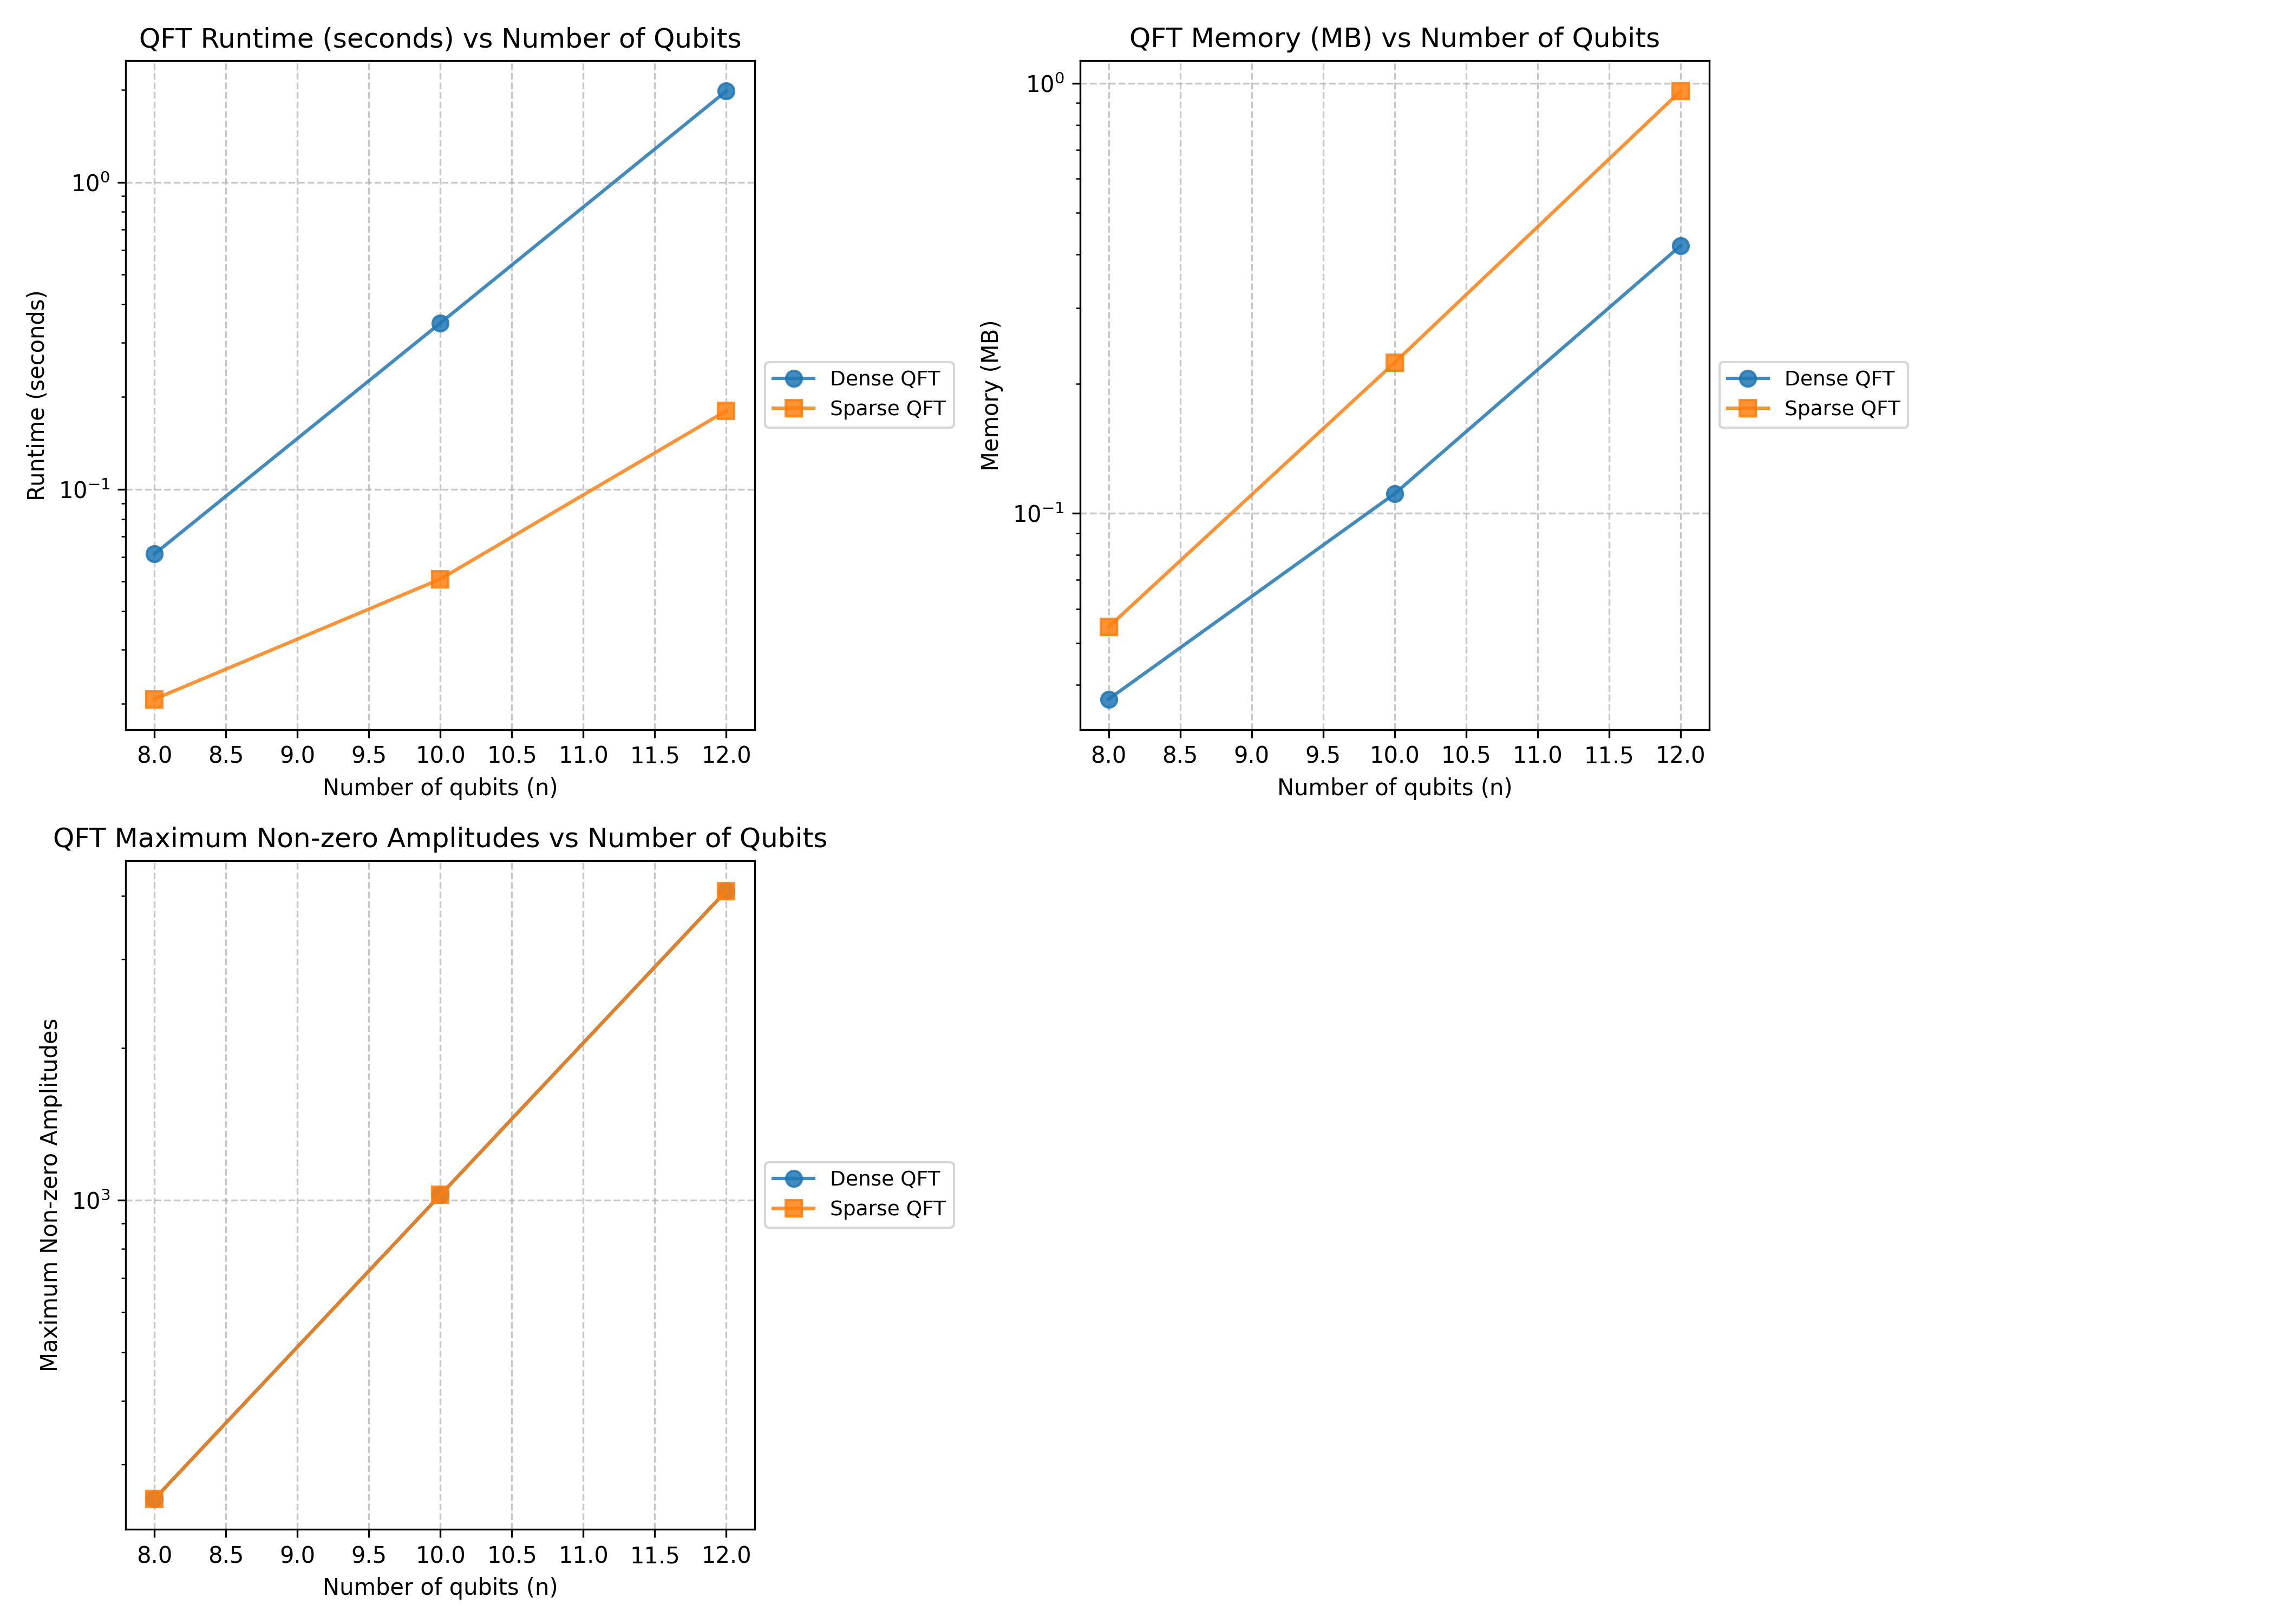 QFT Runtime (seconds) vs Number of Qubits
Runtime (seconds)
10⁰
10⁻¹
8.0 8.5 9.0 9.5 10.0 10.5 11.0 11.5 12.0
Number of qubits (n)
Dense QFT
Sparse QFT
QFT Memory (MB) vs Number of Qubits
Memory (MB)
10⁰
10⁻¹
8.0 8.5 9.0 9.5 10.0 10.5 11.0 11.5 12.0
Number of qubits (n)
Dense QFT
Sparse QFT
QFT Maximum Non-zero Amplitudes vs Number of Qubits
Maximum Non-zero Amplitudes
10³
8.0 8.5 9.0 9.5 10.0 10.5 11.0 11.5 12.0
Number of qubits (n)
Dense QFT
Sparse QFT